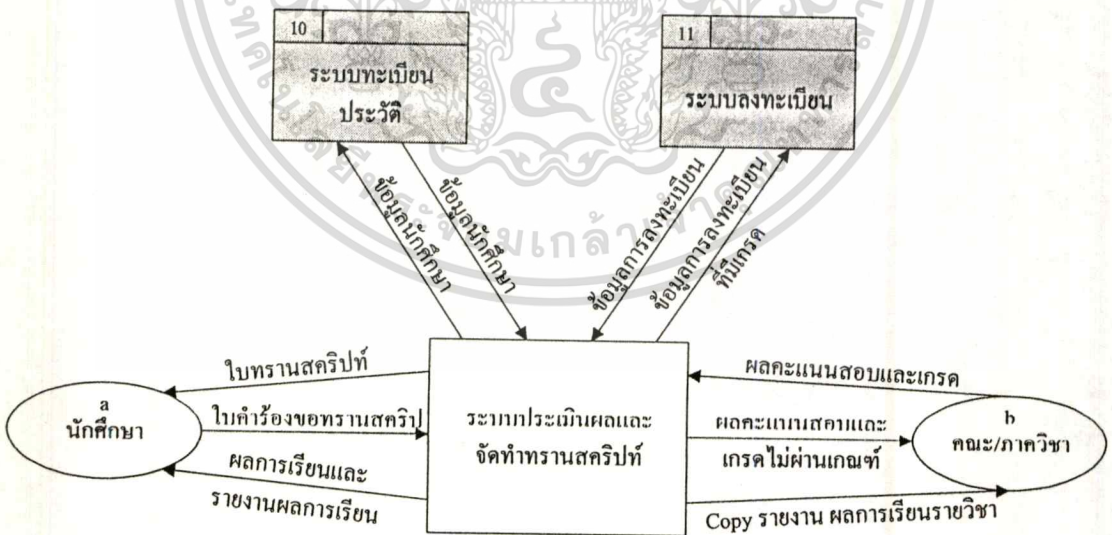 10
ระบบทะเบียน
ประวัติ
11
ระบบลงทะเบียน
ข้อมูลนักศึกษา
ข้อมูลนักศึกษา
ข้อมูลการลงทะเบียน
ข้อมูลการลงทะเบียน
ที่มีเกรด
ใบทรานสคริปท์
a
นักศึกษา
ใบคำร้องขอทรานสคริป
ผลการเรียนและ
รายงานผลการเรียน
ระบบประเมินผลและ
จัดทำทรานสคริปท์
ผลคะแนนสอบและเกรด
ผลคะแนนสอบและ
เกรดไม่ผ่านเกณฑ์
b
คณะ/ภาควิชา
Copy รายงาน ผลการเรียนรายวิชา